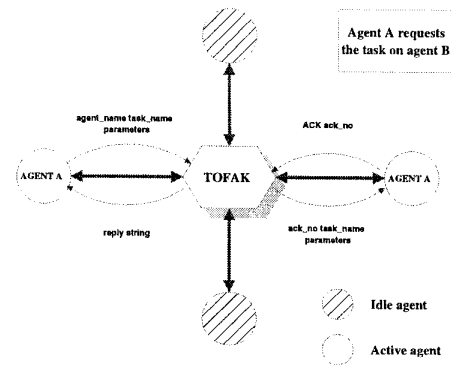 Agent A requests
the task on agent B
agent_name task_name
parameters
ACK ack_no
AGENT A
TOFAK
AGENT A
reply string
ack_no task_name
parameters
Idle agent
Active agent